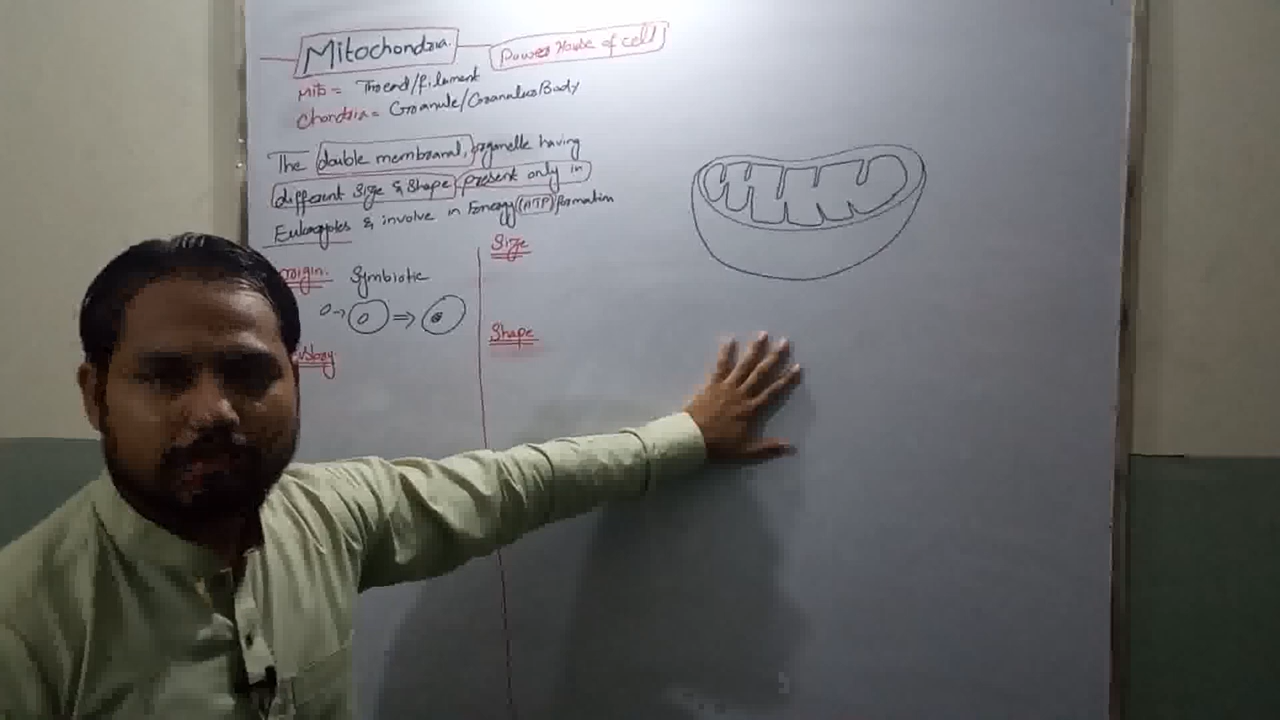 Mitochondria.
Power House of cell
Mito = Thread/filament
Chondria = Granule/Granular Body
The double membranal, organelle having
different Size & Shape present only in
Eukaryotes & involve in Energy (ATP) formation
origin. Symbiotic
Size
Shape